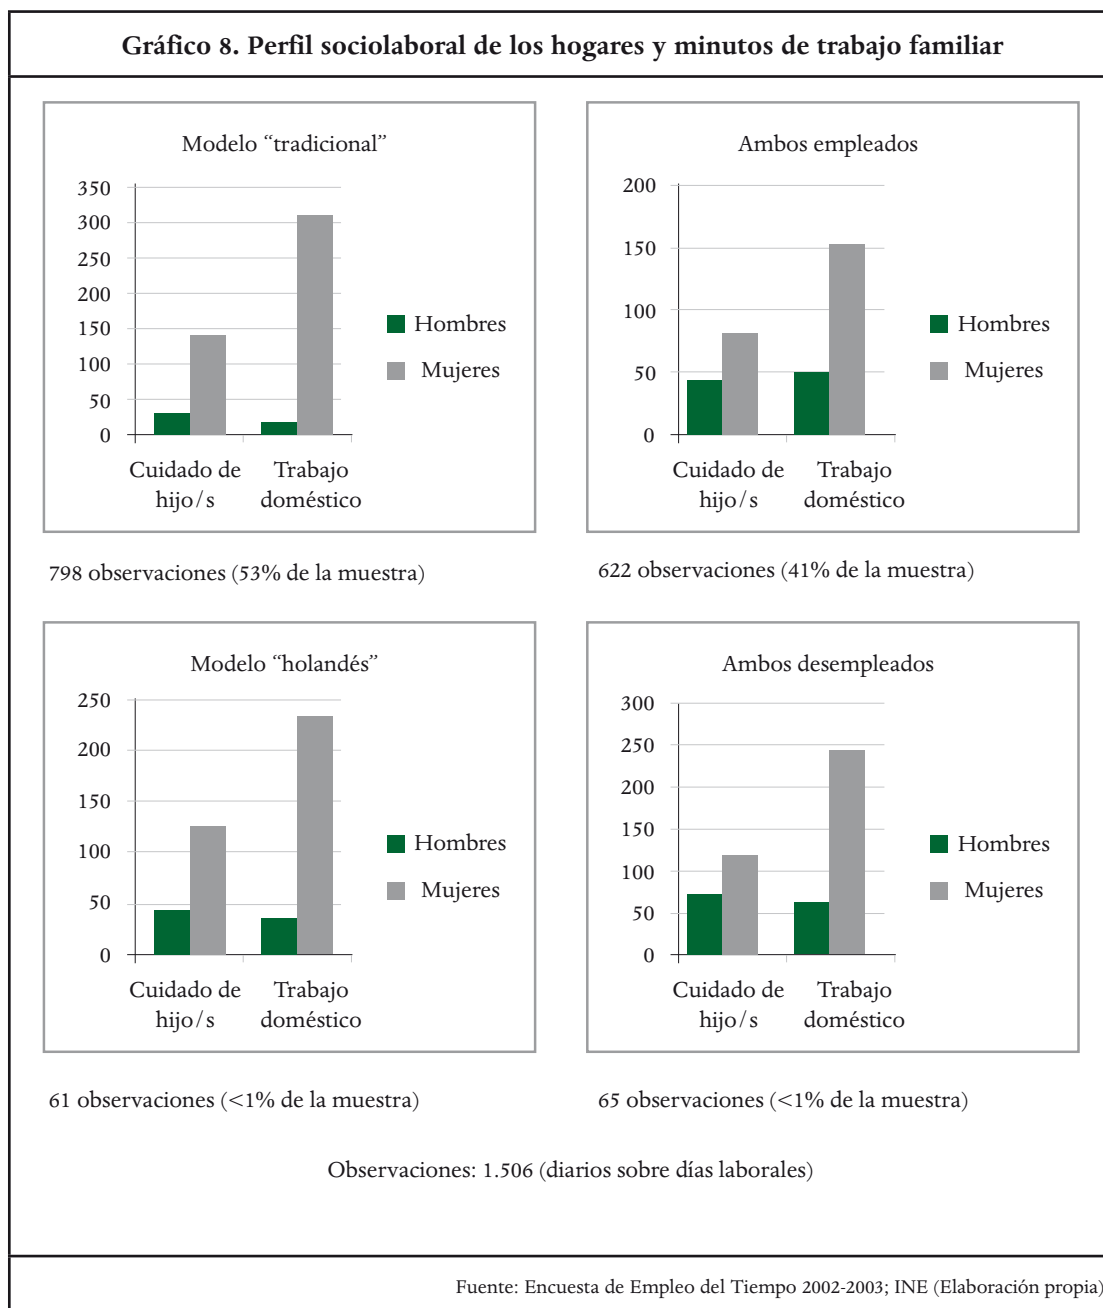 Gráfico 8. Perfil sociolaboral de los hogares y minutos de trabajo familiar
Modelo “tradicional”
350
300
250
200
150
100
50
0
Cuidado de
hijo/s
Trabajo
doméstico
Hombres
Mujeres
798 observaciones (53% de la muestra)
Ambos empleados
200
150
100
50
0
Cuidado de
hijo/s
Trabajo
doméstico
Hombres
Mujeres
622 observaciones (41% de la muestra)
Modelo “holandés”
250
200
150
100
50
0
Cuidado de
hijo/s
Trabajo
doméstico
Hombres
Mujeres
61 observaciones (<1% de la muestra)
Ambos desempleados
300
250
200
150
100
50
0
Cuidado de
hijo/s
Trabajo
doméstico
Hombres
Mujeres
65 observaciones (<1% de la muestra)
Observaciones: 1.506 (diarios sobre días laborales)
Fuente: Encuesta de Empleo del Tiempo 2002-2003; INE (Elaboración propia)